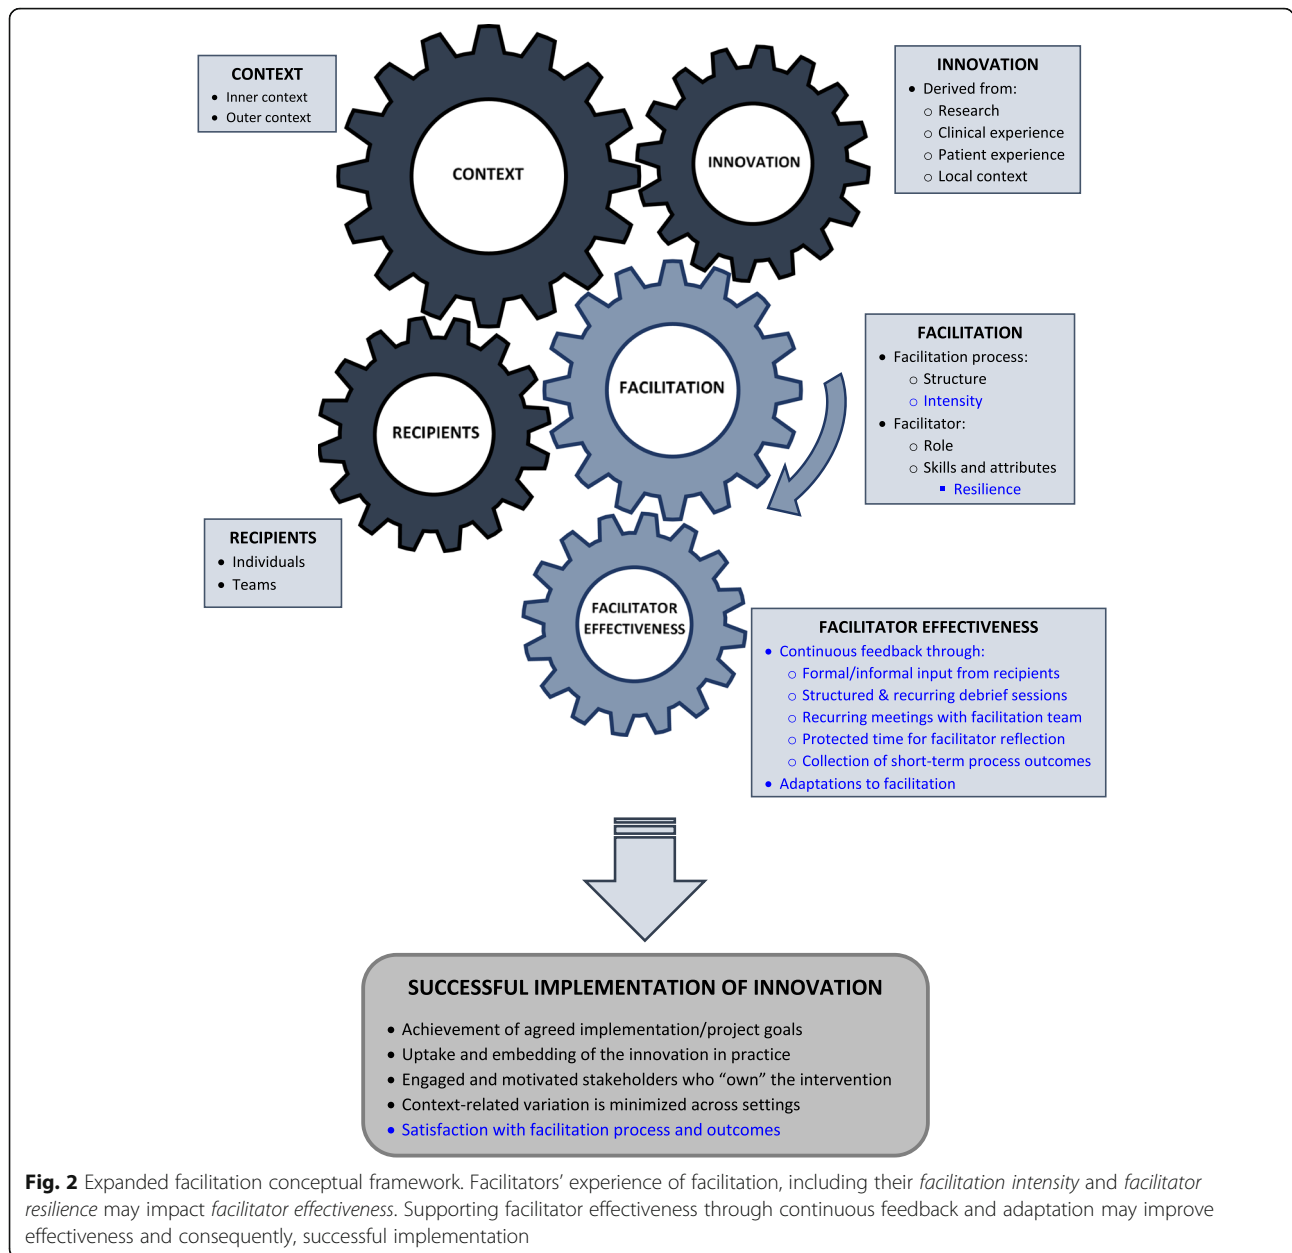 CONTEXT
• Inner context
• Outer context
CONTEXT
INNOVATION
INNOVATION
• Derived from:
○ Research
○ Clinical experience
○ Patient experience
○ Local context
FACILITATION
FACILITATION
• Facilitation process:
○ Structure
○ Intensity
• Facilitator:
○ Role
○ Skills and attributes
▪ Resilience
RECIPIENTS
RECIPIENTS
• Individuals
• Teams
FACILITATOR
EFFECTIVENESS
FACILITATOR EFFECTIVENESS
• Continuous feedback through:
○ Formal/informal input from recipients
○ Structured & recurring debrief sessions
○ Recurring meetings with facilitation team
○ Protected time for facilitator reflection
○ Collection of short-term process outcomes
• Adaptations to facilitation
SUCCESSFUL IMPLEMENTATION OF INNOVATION
• Achievement of agreed implementation/project goals
• Uptake and embedding of the innovation in practice
• Engaged and motivated stakeholders who “own” the intervention
• Context-related variation is minimized across settings
• Satisfaction with facilitation process and outcomes
Fig. 2 Expanded facilitation conceptual framework. Facilitators’ experience of facilitation, including their facilitation intensity and facilitator
resilience may impact facilitator effectiveness. Supporting facilitator effectiveness through continuous feedback and adaptation may improve
effectiveness and consequently, successful implementation